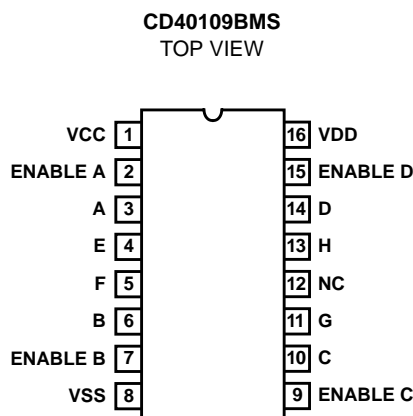 CD40109BMS
TOP VIEW
VCC 1 16 VDD
ENABLE A 2 15 ENABLE D
A 3 14 D
E 4 13 H
F 5 12 NC
B 6 11 G
ENABLE B 7 10 C
VSS 8 9 ENABLE C